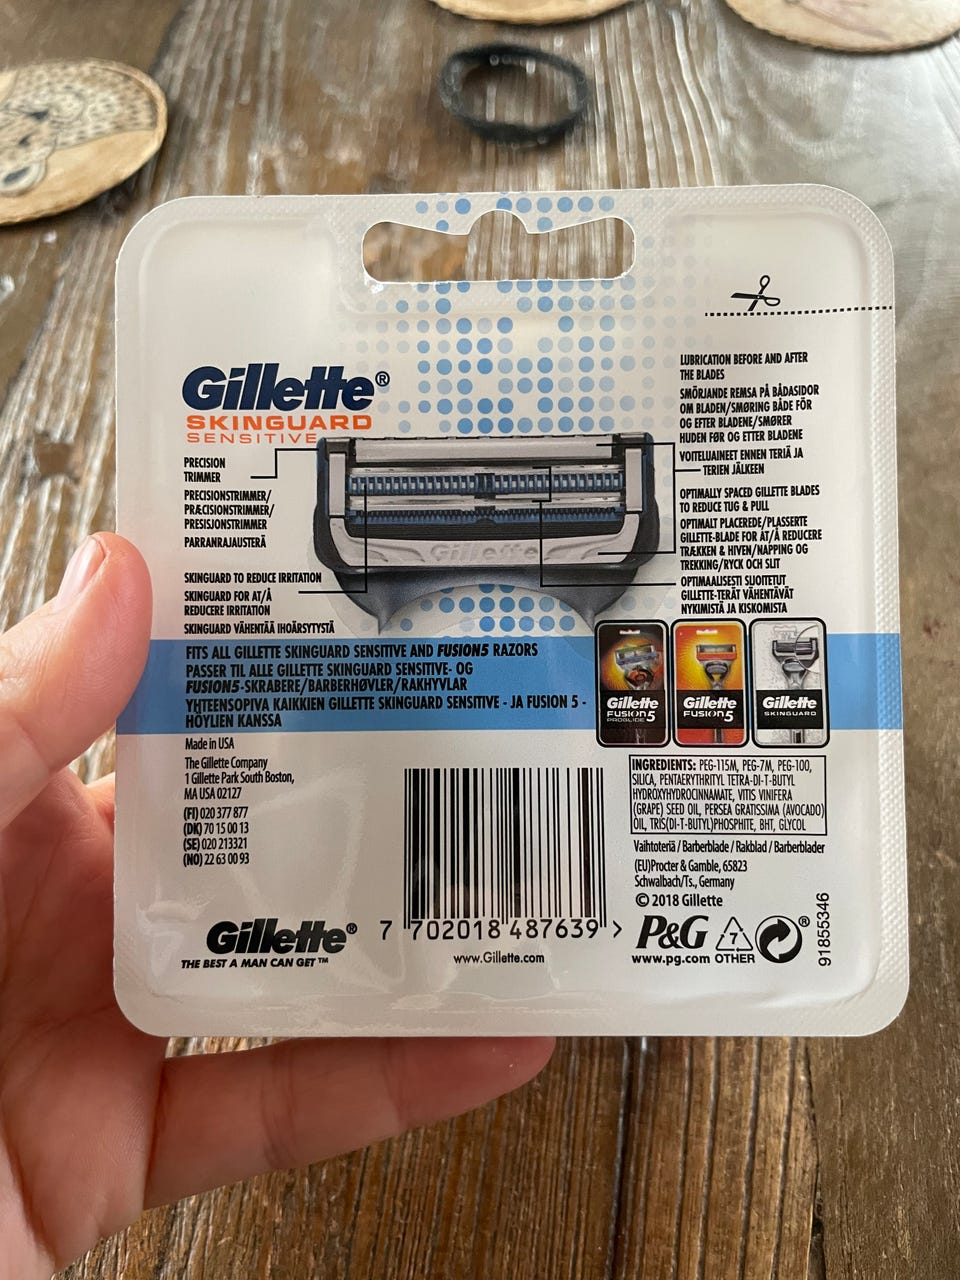 Gillette®
SKINGUARD
SENSITIVE
PRECISION
TRIMMER
PRECISIONSTRIMMER/
PRÆCISIONSTRIMMER/
PRESISJONSTRIMMER
PARRANRAJAUSTERÄ
SKINGUARD TO REDUCE IRRITATION
SKINGUARD FOR AT/Å
REDUCERE IRRITATION
SKINGUARD VÄHENTÄÄ IHOÄRSYTYSTÄ
LUBRICATION BEFORE AND AFTER
THE BLADES
SMÖRJANDE REMSA PÅ BÅDASIDOR
OM BLADEN/SMØRING BÅDE FÖR
OG EFTER BLADENE/SMØRER
HUDEN FØR OG ETTER BLADENE
VOITELUAINEET ENNEN TERIÄ JA
TERIEN JÄLKEEN
OPTIMALLY SPACED GILLETTE BLADES
TO REDUCE TUG & PULL
OPTIMALT PLACEREDE/PLASSERTE
GILLETTE-BLADE FOR AT/Å REDUCERE
TRÆKKEN & HIVEN/NAPPING OG
TREKKING/RYCK OCH SLIT
OPTIMAALISESTI SIJOITETUT
GILLETTE-TERÄT VÄHENTÄVÄT
NYKIMISTÄ JA KISKOMISTA
Gillette
FITS ALL GILLETTE SKINGUARD SENSITIVE AND FUSION5 RAZORS
PASSER TIL ALLE GILLETTE SKINGUARD SENSITIVE- OG
FUSION5-SKRABERE/BARBERHØVLER/RAKHYVLAR
YHTEENSOPIVA KAIKKIEN GILLETTE SKINGUARD SENSITIVE - JA FUSION 5 -
HÖYLIEN KANSSA
Gillette
FUSION5
PROGLIDE
Gillette
FUSION5
Gillette
SKINGUARD
Made in USA
The Gillette Company
1 Gillette Park South Boston,
MA USA 02127
(FI) 020 377 877
(DK) 70 15 00 13
(SE) 020 213321
(NO) 22 63 00 93
INGREDIENTS: PEG-115M, PEG-7M, PEG-100,
SILICA, PENTAERYTHRITYL TETRA-DI-T-BUTYL
HYDROXYHYDROCINNAMATE, VITIS VINIFERA
(GRAPE) SEED OIL, PERSEA GRATISSIMA (AVOCADO)
OIL, TRIS(DI-T-BUTYL)PHOSPHITE, BHT, GLYCOL
Vaihtoteriä / Barberblade / Rakblad / Barberblader
(EU)Procter & Gamble, 65823
Schwalbach/Ts., Germany
© 2018 Gillette
Gillette®
THE BEST A MAN CAN GET™
7 702018 487639 >
www.Gillette.com
P&G
www.pg.com
7
OTHER
®
91855346